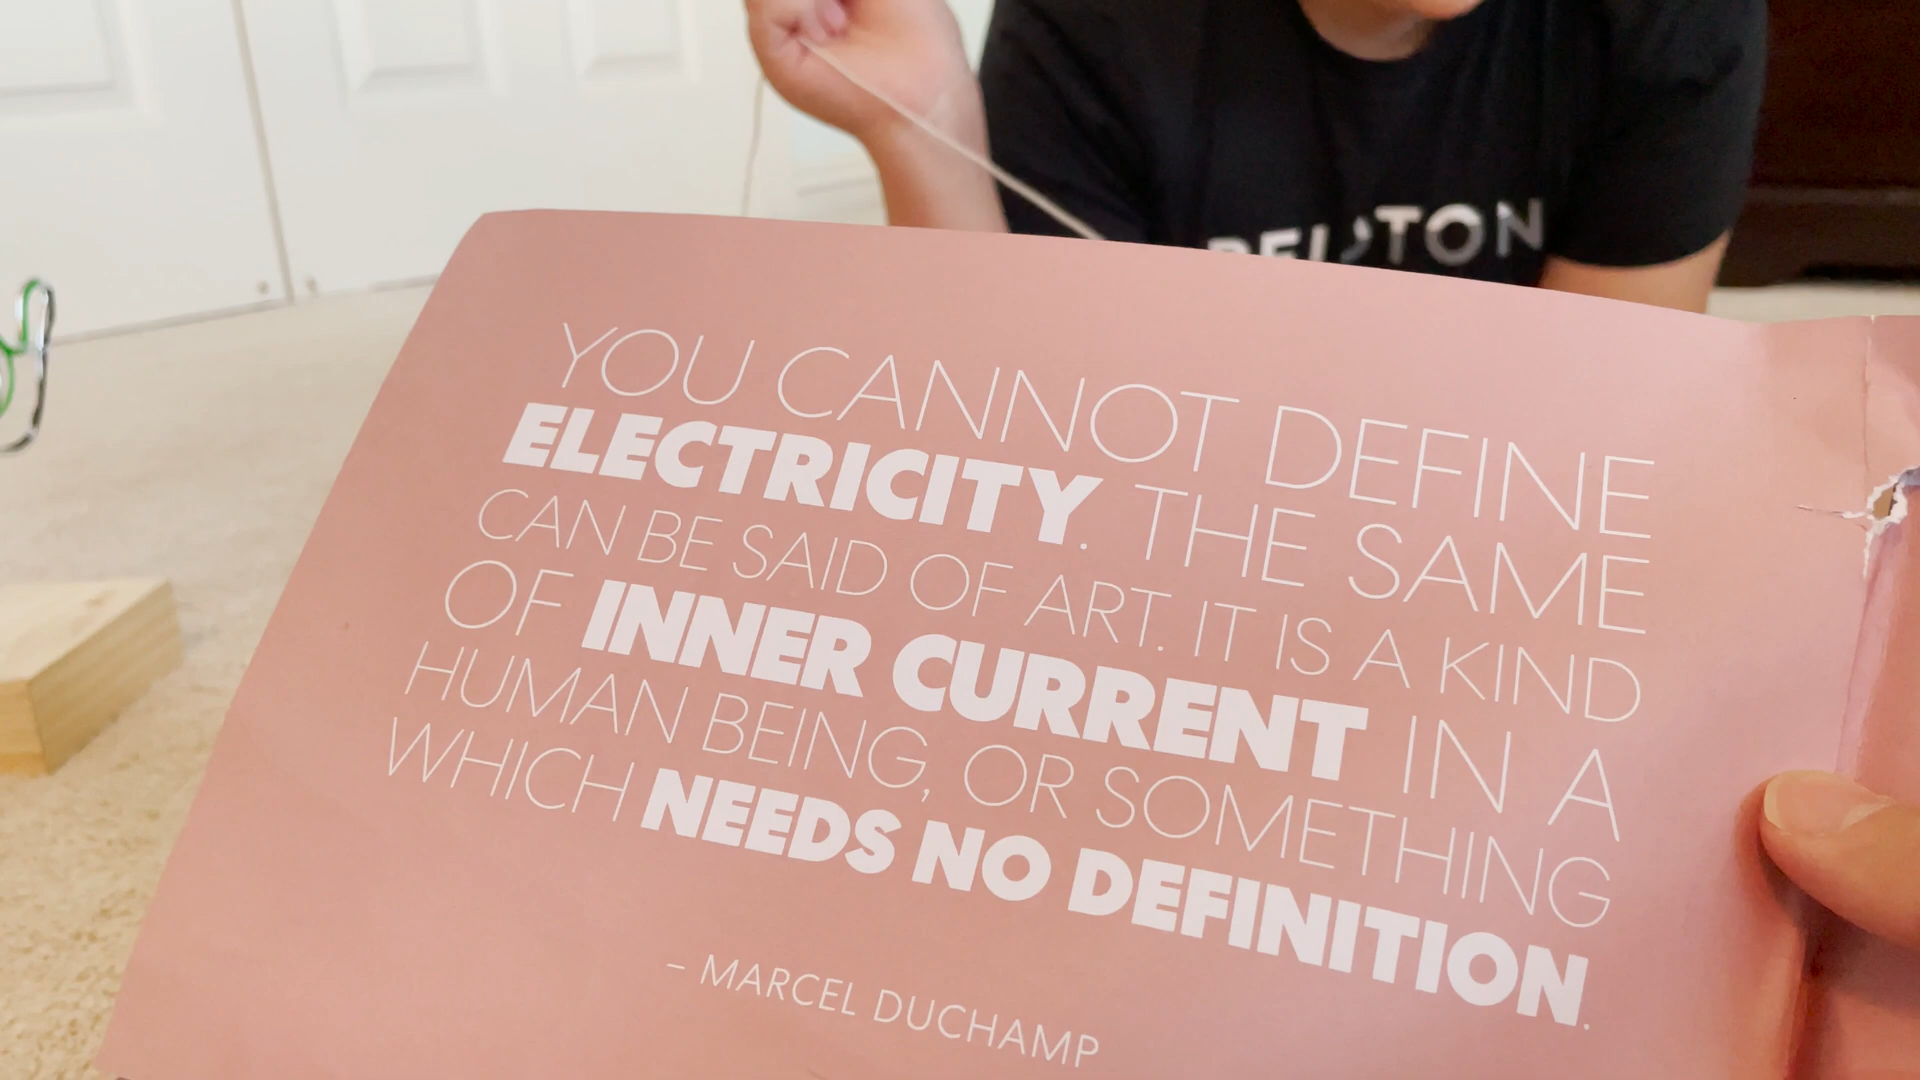 PELOTON
YOU CANNOT DEFINE
ELECTRICITY. THE SAME
CAN BE SAID OF ART. IT IS A KIND
OF INNER CURRENT IN A
HUMAN BEING, OR SOMETHING
WHICH NEEDS NO DEFINITION.
– MARCEL DUCHAMP